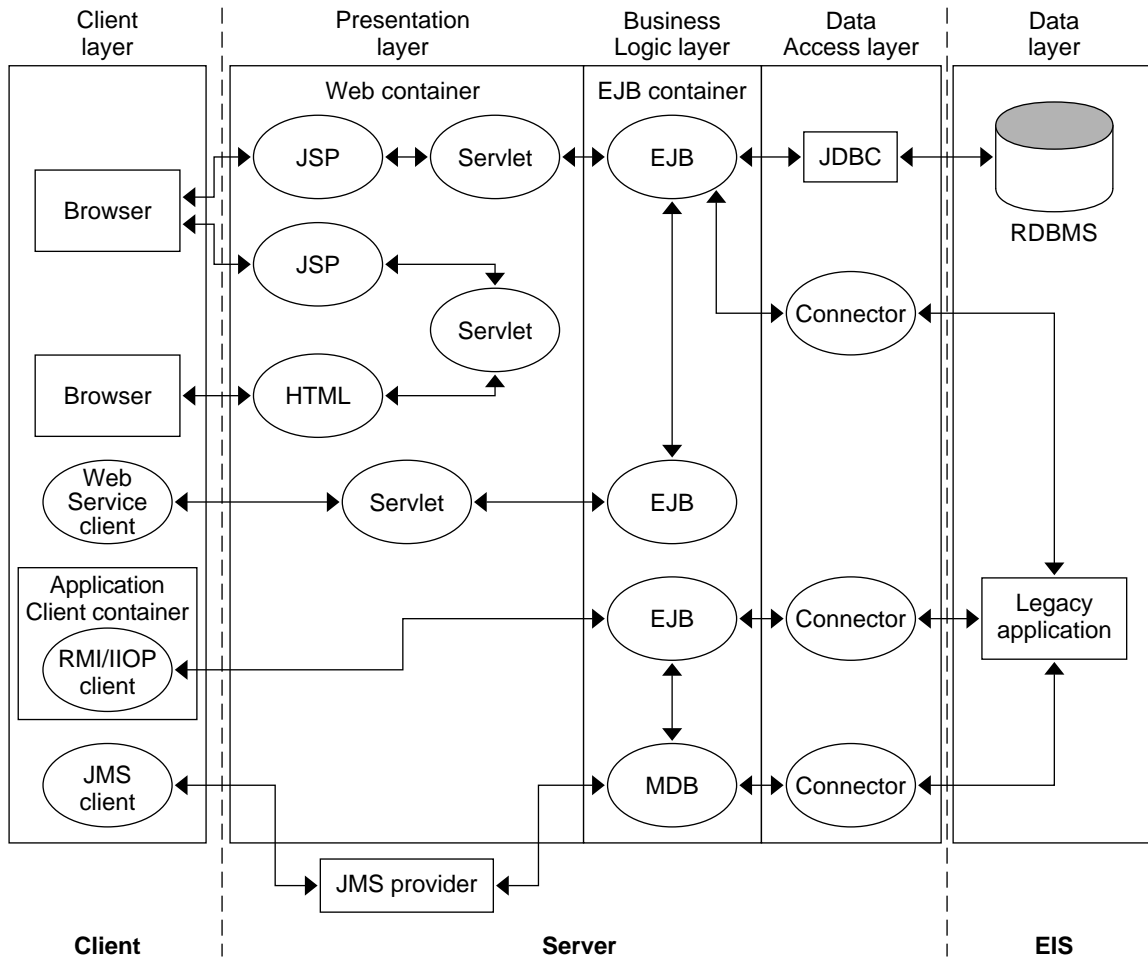 Client
layer
Presentation
layer
Business
Logic layer
Data
Access layer
Data
layer
Web container
EJB container
JSP
Servlet
EJB
JDBC
Browser
RDBMS
JSP
Servlet
Connector
Browser
HTML
Web
Service
client
Servlet
EJB
Application
Client container
RMI/IIOP
client
EJB
Connector
Legacy
application
JMS
client
MDB
Connector
JMS provider
Client
Server
EIS